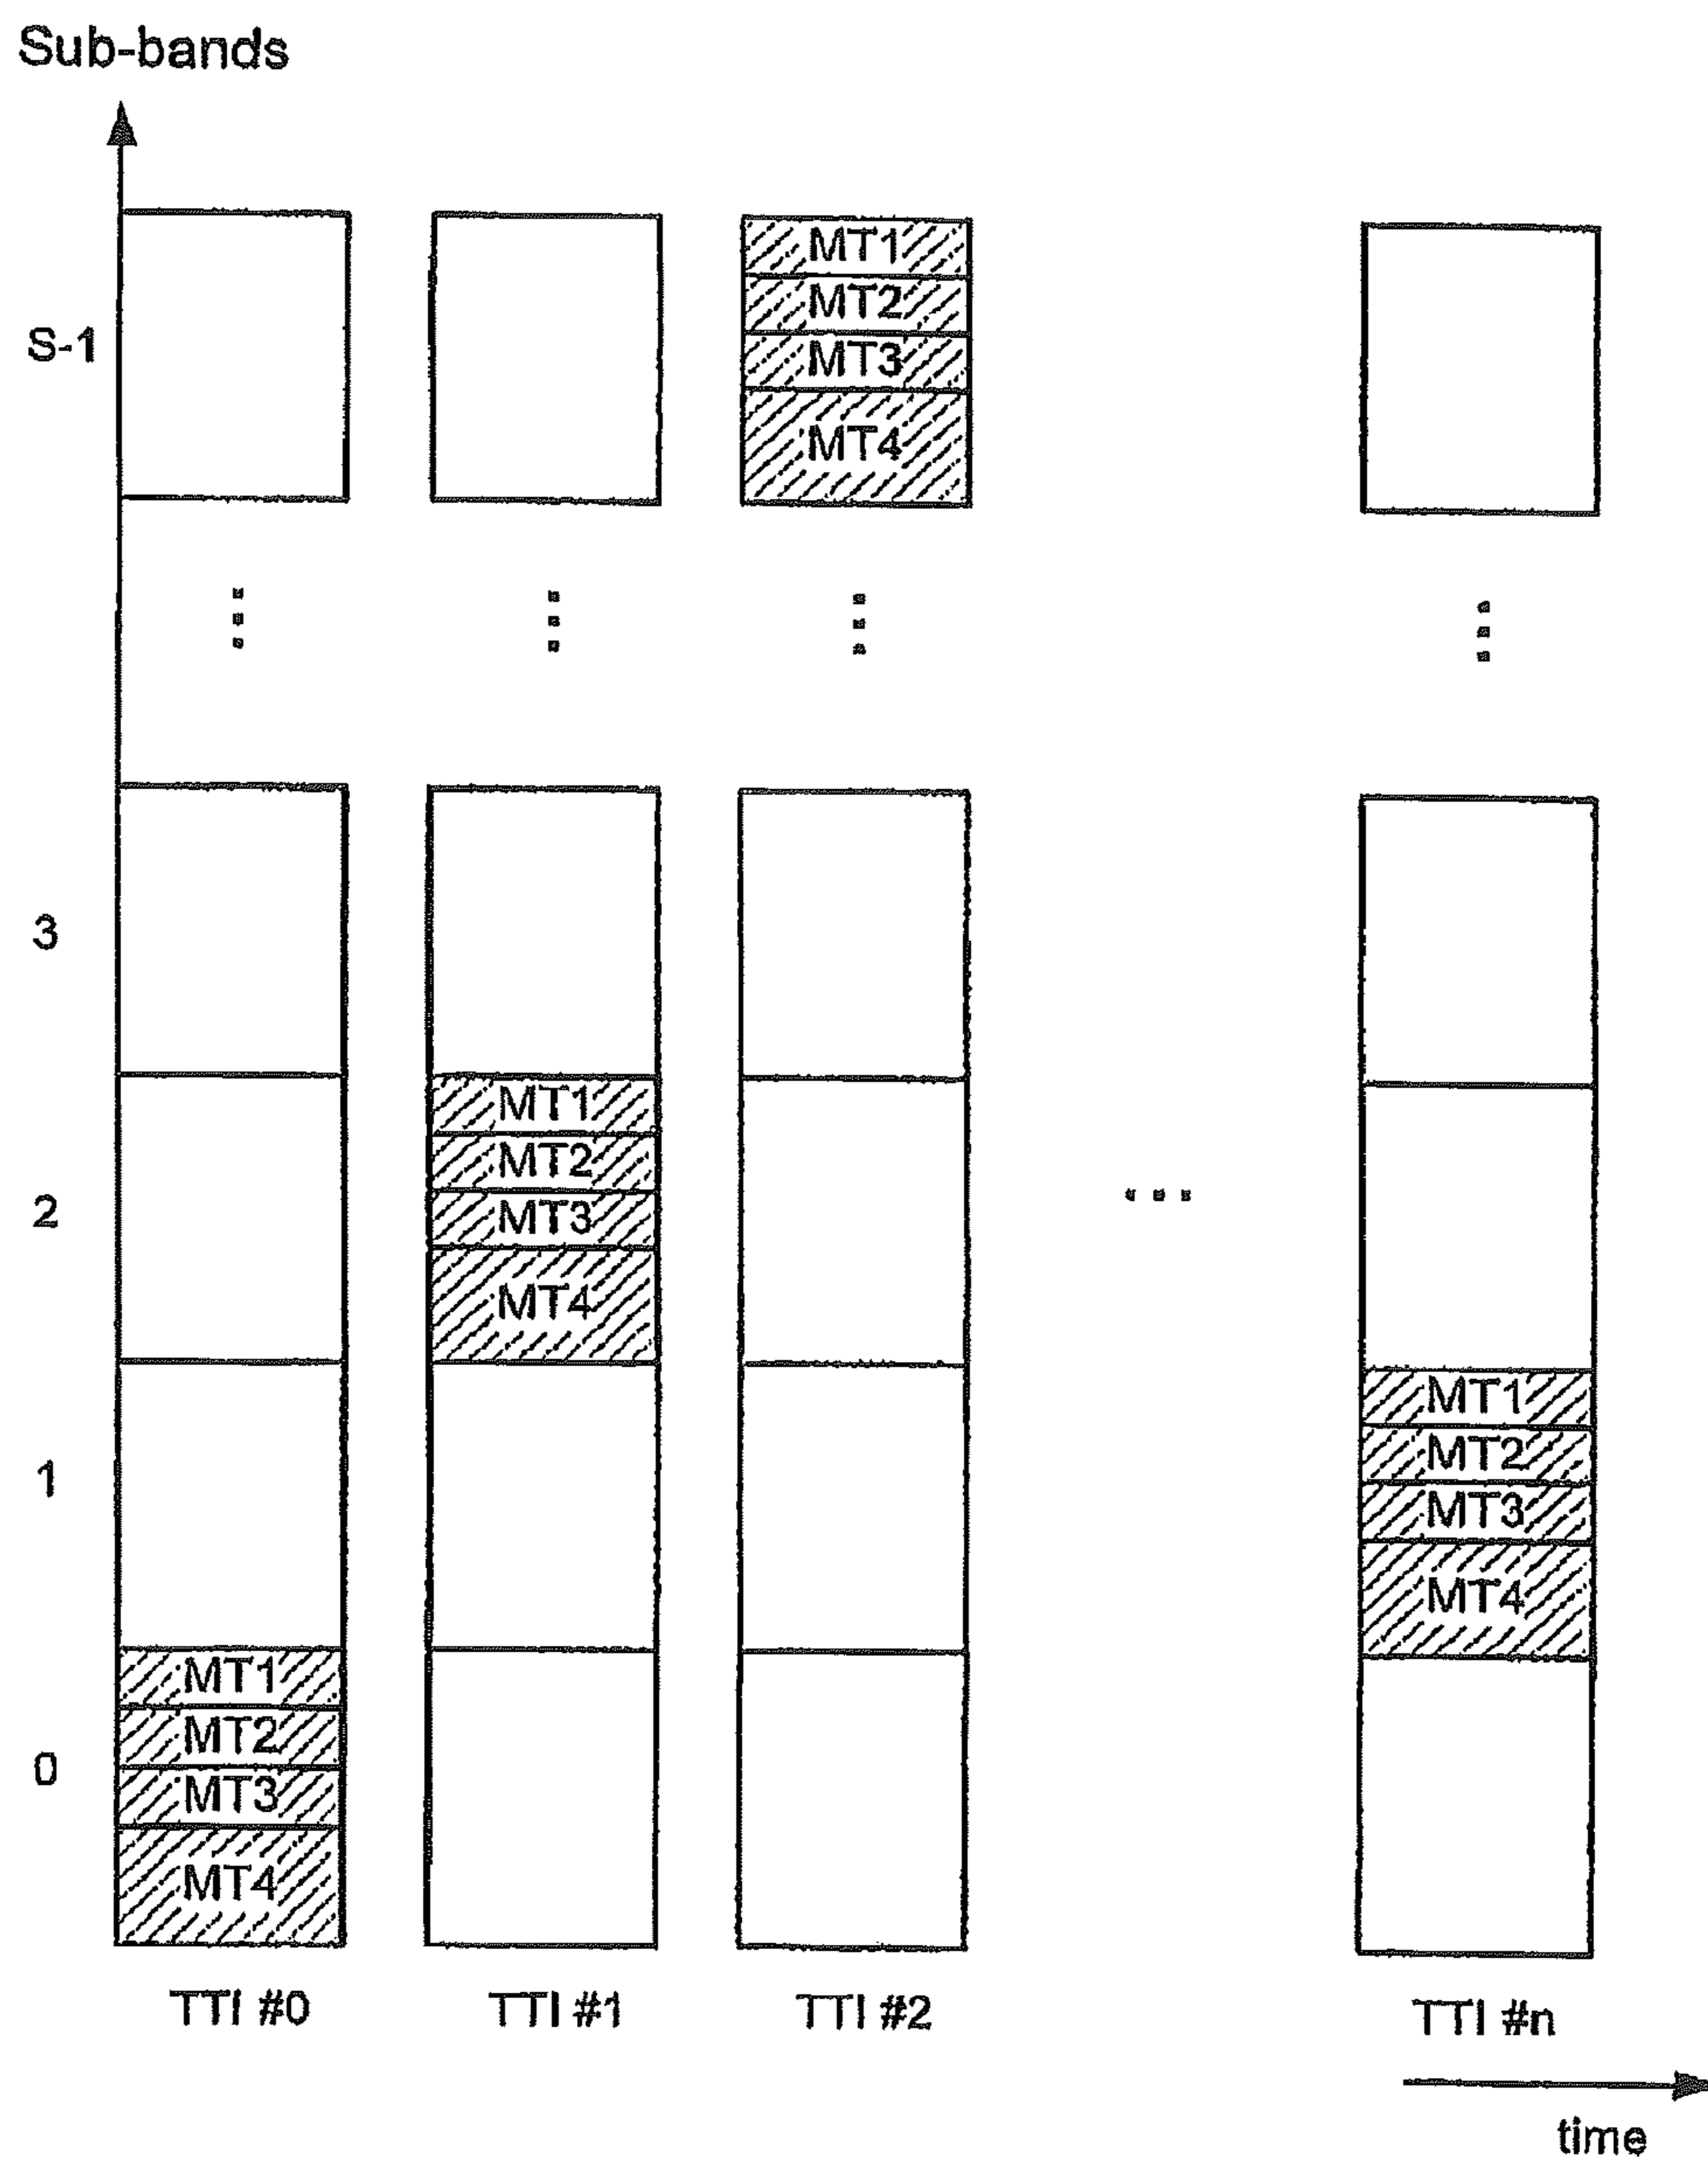 Sub-bands
S-1
MT1
MT2
MT3
MT4
3
2
MT1
MT2
MT3
MT4
1
MT1
MT2
MT3
MT4
0
MT1
MT2
MT3
MT4
TTI #0 TTI #1 TTI #2 TTI #n
time